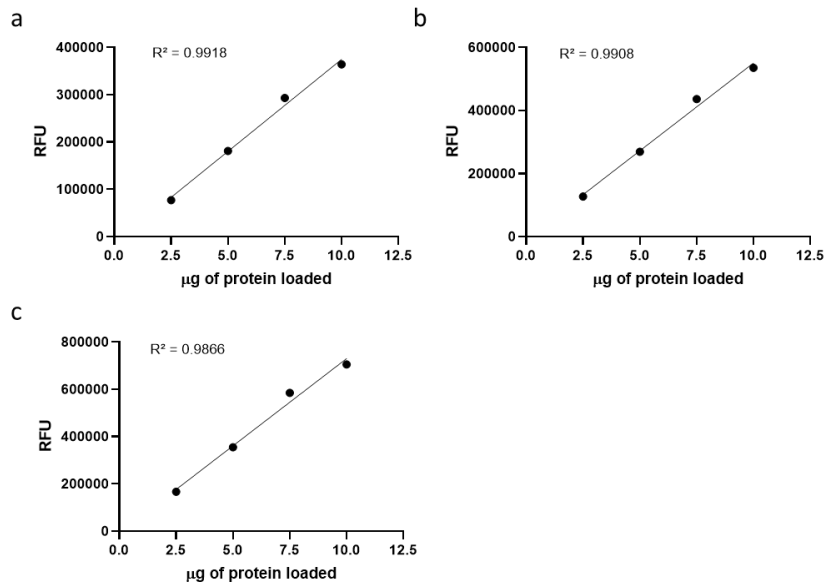 a
R² = 0.9918
400000
300000
200000
100000
0
RFU
0.0 2.5 5.0 7.5 10.0 12.5
μg of protein loaded
b
R² = 0.9908
600000
400000
200000
0
RFU
0.0 2.5 5.0 7.5 10.0 12.5
μg of protein loaded
c
R² = 0.9866
800000
600000
400000
200000
0
RFU
0.0 2.5 5.0 7.5 10.0 12.5
μg of protein loaded